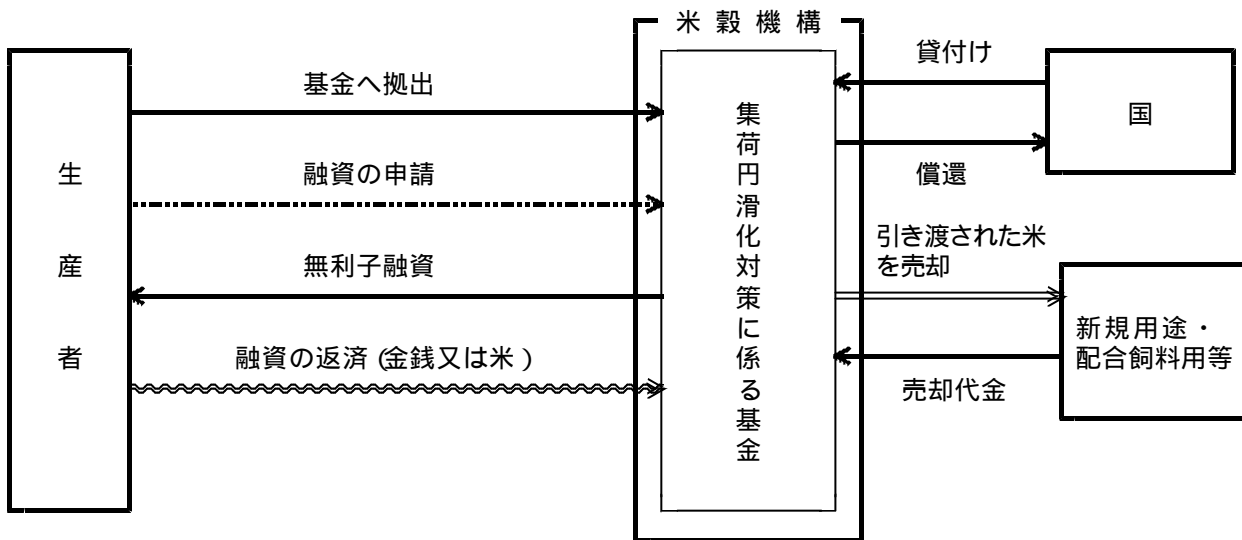 米穀機構
生産者
基金へ拠出
融資の申請
無利子融資
融資の返済(金銭又は米)
集荷円滑化対策に係る基金
貸付け
償還
国
引き渡された米
を売却
売却代金
新規用途・
配合飼料用等